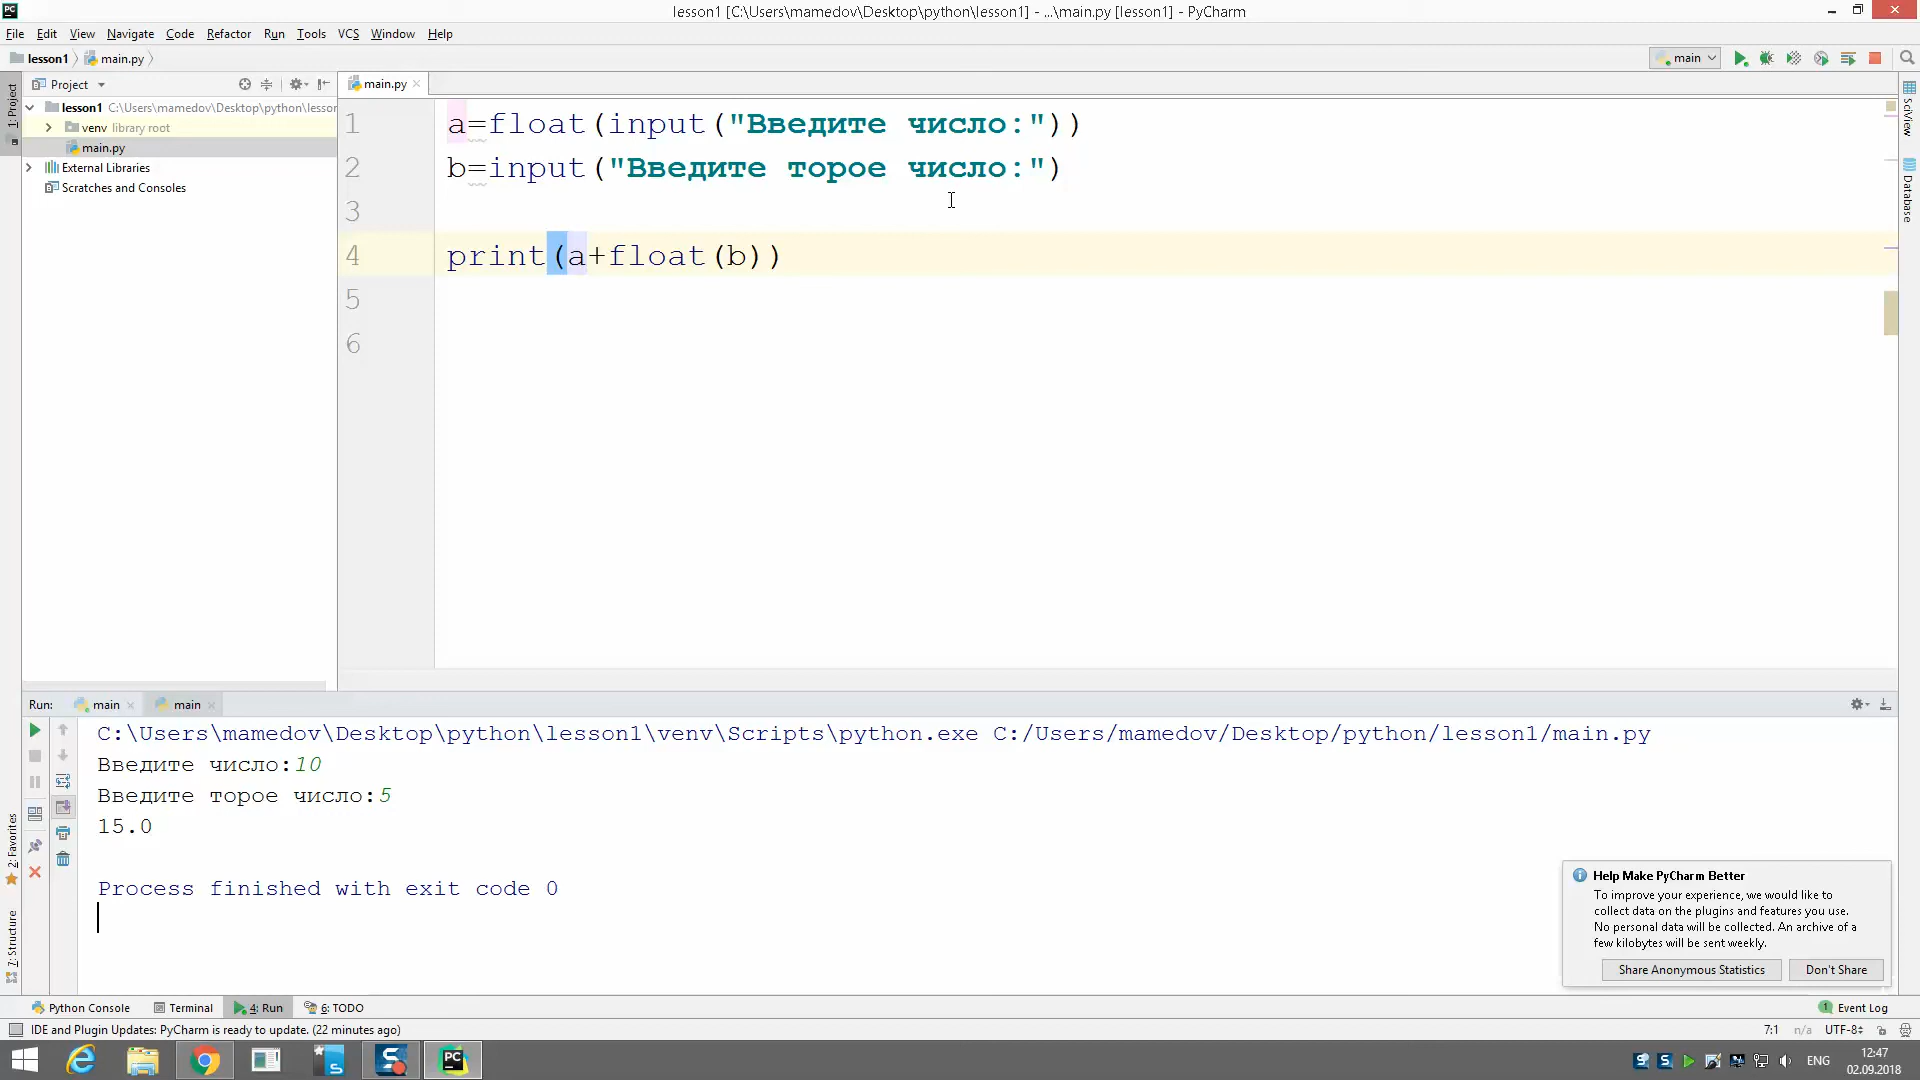 lesson1 [C:\Users\mamedov\Desktop\python\lesson1] - ...\main.py [lesson1] - PyCharm
File Edit View Navigate Code Refactor Run Tools VCS Window Help
lesson1 main.py main
Project main.py
1: Project
lesson1 C:\Users\mamedov\Desktop\python\lessor
venv library root
main.py
External Libraries
Scratches and Consoles
SciView
Database
1 a=float(input("Введите число:"))
2 b=input("Введите торое число:")
3
4 print(a+float(b))
5
6
Run: main main
C:\Users\mamedov\Desktop\python\lesson1\venv\Scripts\python.exe C:/Users/mamedov/Desktop/python/lesson1/main.py
Введите число:10
Введите торое число:5
15.0
Process finished with exit code 0
2: Favorites
7: Structure
Help Make PyCharm Better
To improve your experience, we would like to
collect data on the plugins and features you use.
No personal data will be collected. An archive of a
few kilobytes will be sent weekly.
Share Anonymous Statistics Don't Share
Python Console Terminal 4: Run 6: TODO 1 Event Log
IDE and Plugin Updates: PyCharm is ready to update. (22 minutes ago) 7:1 n/a UTF-8
ENG 12:47
02.09.2018